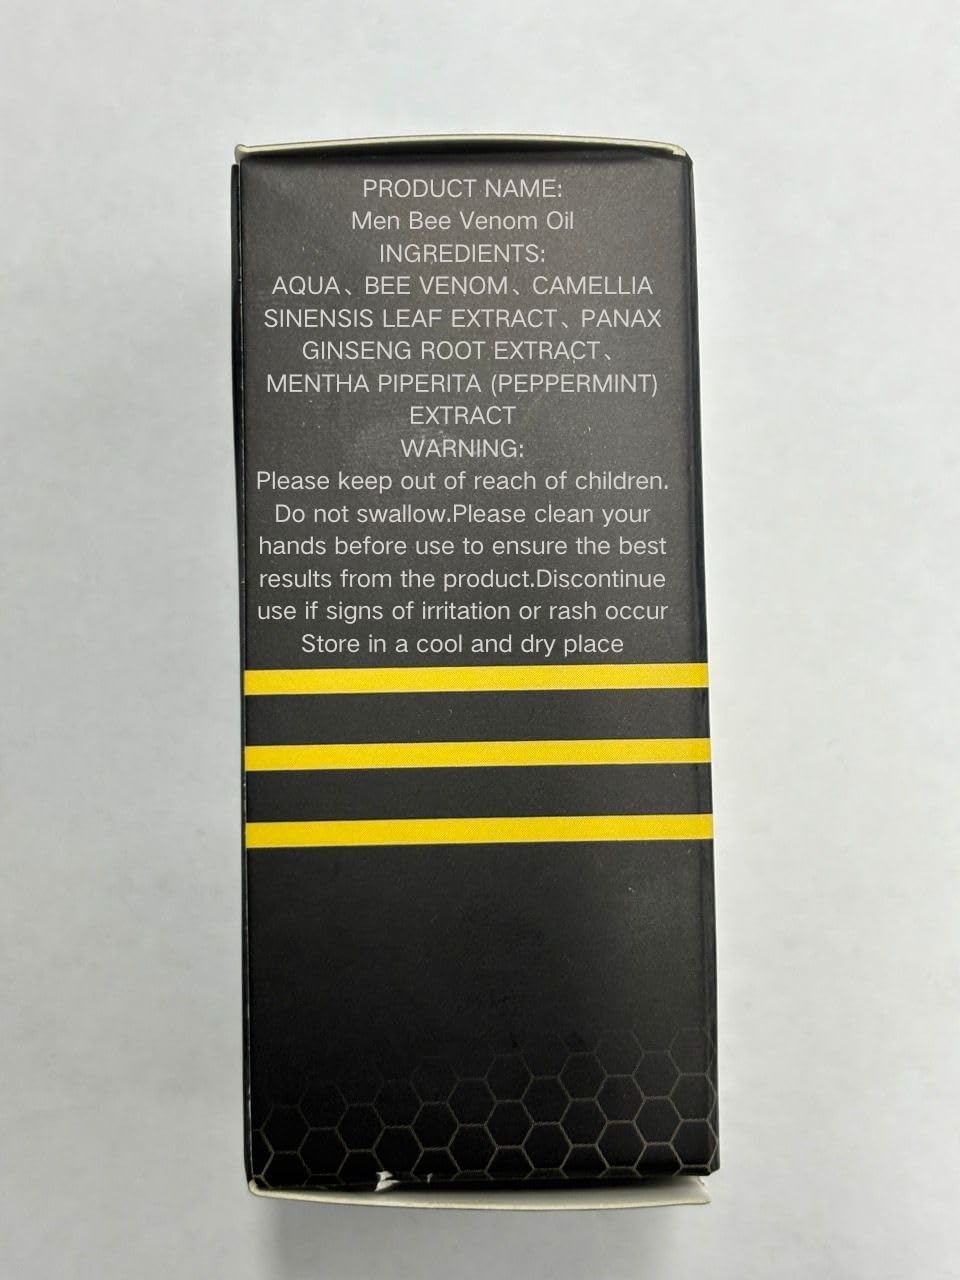 PRODUCT NAME:
Men Bee Venom Oil
INGREDIENTS:
AQUA、BEE VENOM、CAMELLIA
SINENSIS LEAF EXTRACT、PANAX
GINSENG ROOT EXTRACT、
MENTHA PIPERITA (PEPPERMINT)
EXTRACT
WARNING:
Please keep out of reach of children.
Do not swallow.Please clean your
hands before use to ensure the best
results from the product.Discontinue
use if signs of irritation or rash occur
Store in a cool and dry place